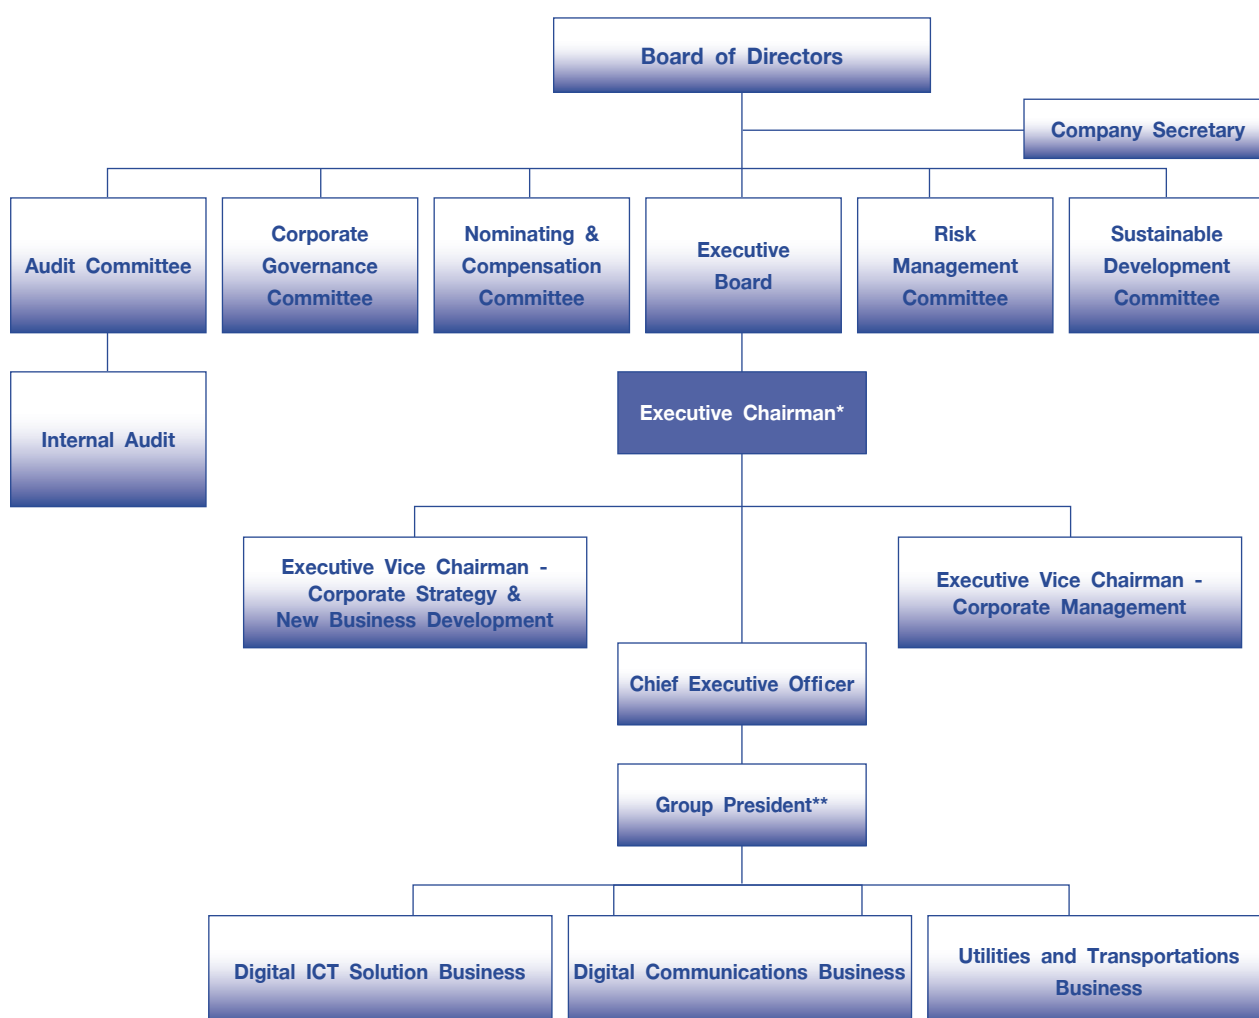 Board of Directors
Company Secretary
Audit Committee
Corporate
Governance
Committee
Nominating &
Compensation
Committee
Executive
Board
Risk
Management
Committee
Sustainable
Development
Committee
Internal Audit
Executive Chairman*
Executive Vice Chairman -
Corporate Strategy &
New Business Development
Executive Vice Chairman -
Corporate Management
Chief Executive Officer
Group President**
Digital ICT Solution Business
Digital Communications Business
Utilities and Transportations
Business